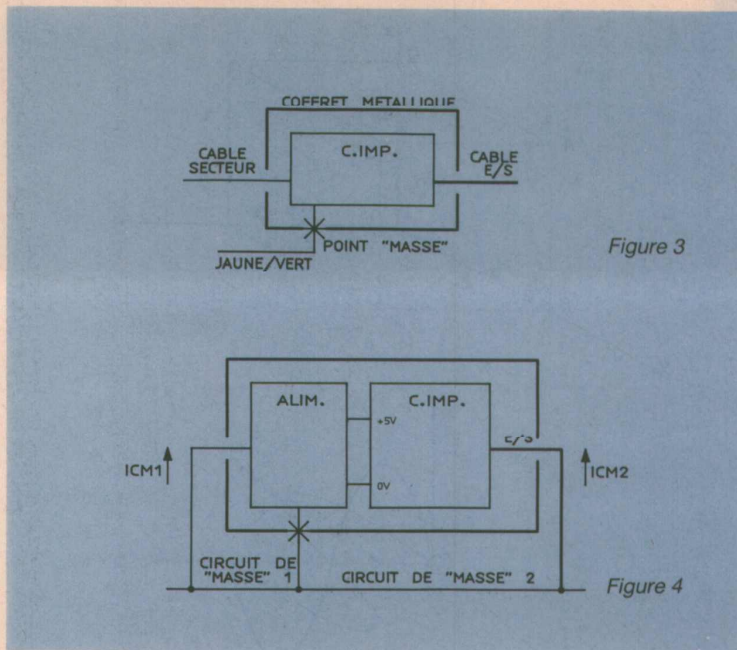 COFFRET METALLIQUE
CABLE
SECTEUR
C.IMP.
CABLE
E/S
POINT "MASSE"
JAUNE/VERT
Figure 3
ALIM.
C.IMP.
+5V
E/S
ICM1
ICM2
0V
CIRCUIT DE
"MASSE" 1
CIRCUIT DE "MASSE" 2
Figure 4